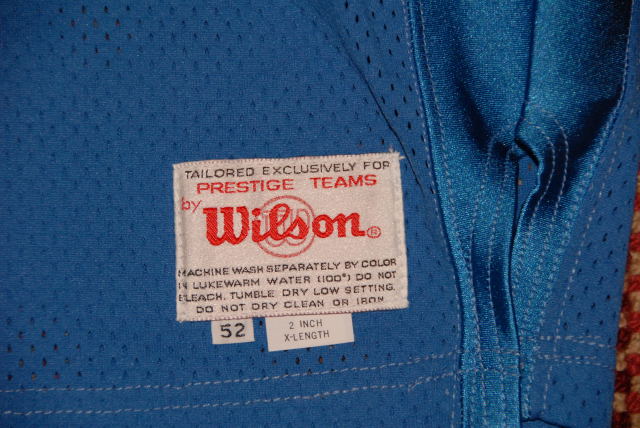 TAILORED EXCLUSIVELY FOR
PRESTIGE TEAMS
by Wilson®
MACHINE WASH SEPARATELY BY COLOR
IN LUKEWARM WATER (100°) DO NOT
BLEACH. TUMBLE DRY LOW SETTING.
DO NOT DRY CLEAN OR IRON.
52
2 INCH
X-LENGTH